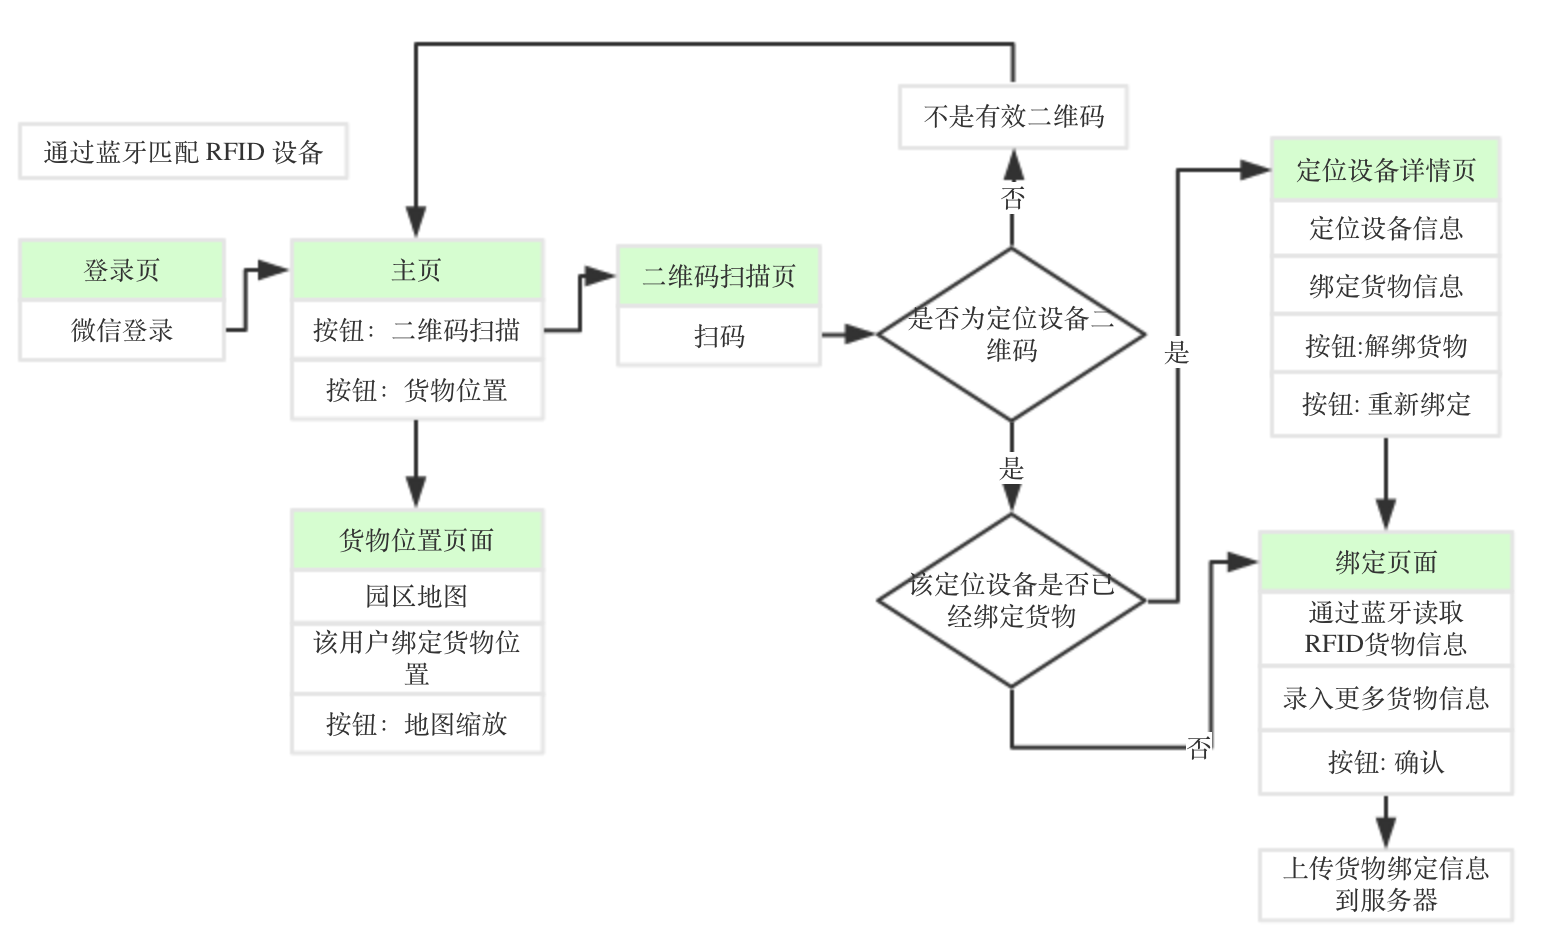 不是有效二维码
通过蓝牙匹配 RFID 设备
否
定位设备详情页
定位设备信息
绑定货物信息
按钮:解绑货物
按钮: 重新绑定
登录页
微信登录
主页
按钮：二维码扫描
按钮：货物位置
二维码扫描页
扫码
是否为定位设备二
维码
是
是
货物位置页面
园区地图
该用户绑定货物位
置
按钮：地图缩放
该定位设备是否已
经绑定货物
否
绑定页面
通过蓝牙读取
RFID货物信息
录入更多货物信息
按钮: 确认
上传货物绑定信息
到服务器